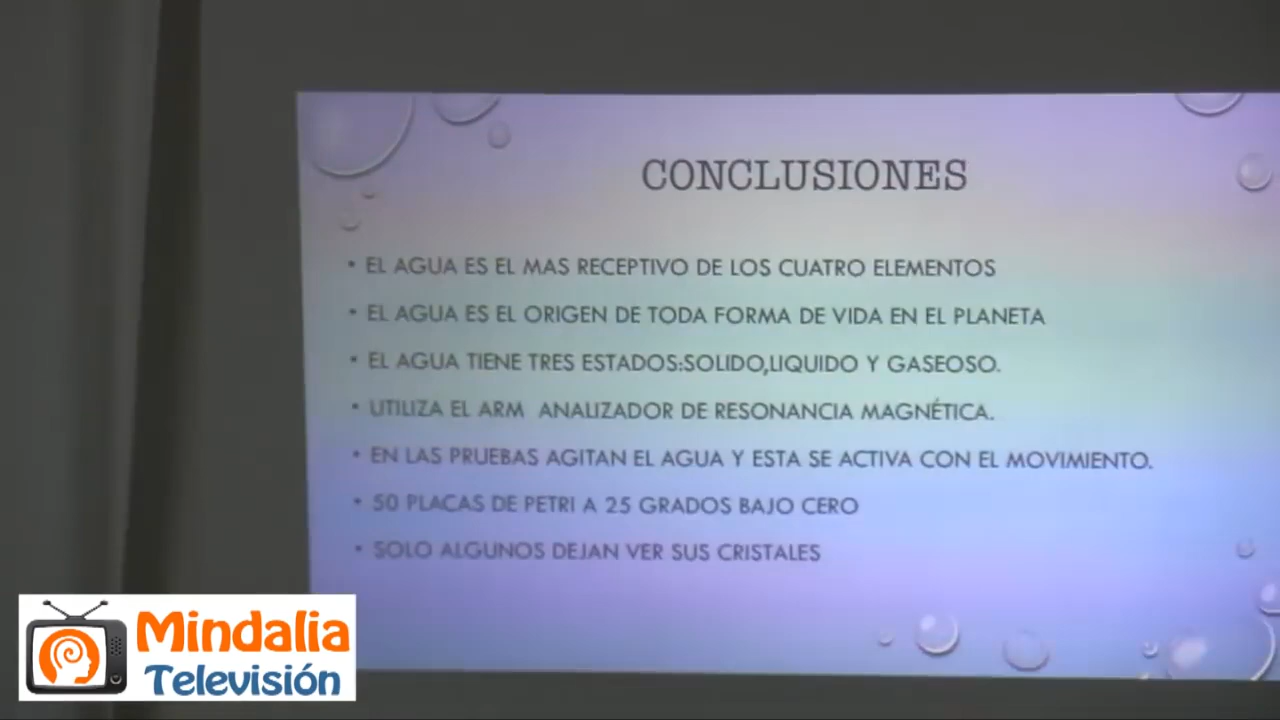 CONCLUSIONES
• EL AGUA ES EL MAS RECEPTIVO DE LOS CUATRO ELEMENTOS
• EL AGUA ES EL ORIGEN DE TODA FORMA DE VIDA EN EL PLANETA
• EL AGUA TIENE TRES ESTADOS:SOLIDO,LIQUIDO Y GASEOSO.
• UTILIZA EL ARM ANALIZADOR DE RESONANCIA MAGNÉTICA.
• EN LAS PRUEBAS AGITAN EL AGUA Y ESTA SE ACTIVA CON EL MOVIMIENTO.
• 50 PLACAS DE PETRI A 25 GRADOS BAJO CERO
• SOLO ALGUNOS DEJAN VER SUS CRISTALES
Mindalia
Televisión